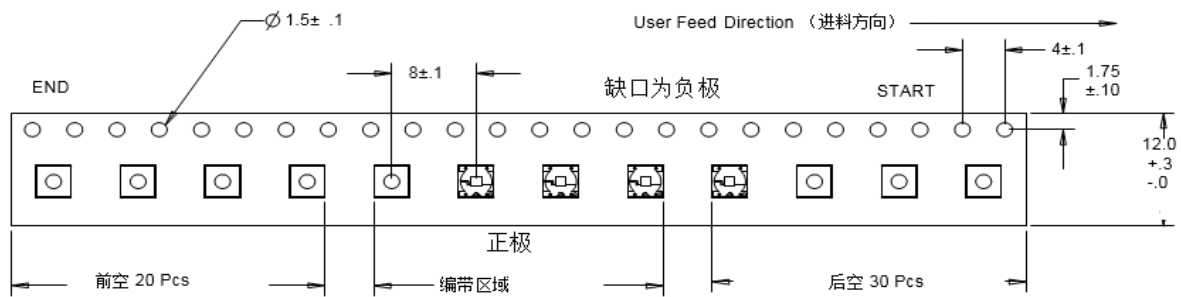 Ø 1.5± .1
User Feed Direction （进料方向）
4±.1
8±.1
1.75
±.10
END
缺口为负极
START
12.0
+.3
-.0
正极
前空 20 Pcs
编带区域
后空 30 Pcs